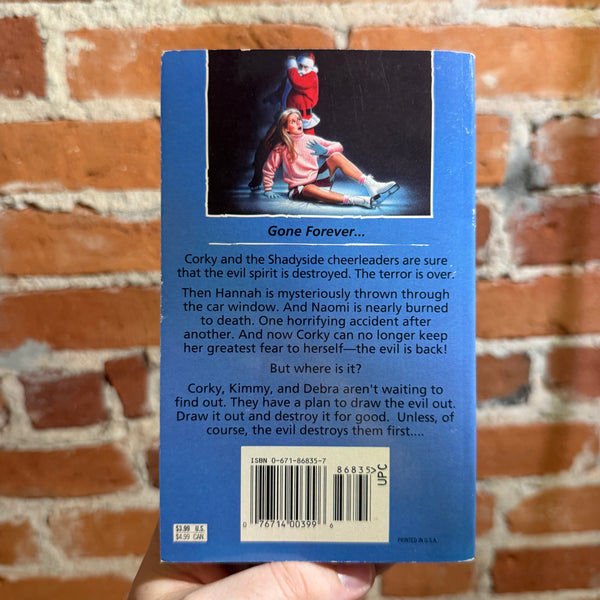 Gone Forever...
Corky and the Shadyside cheerleaders are sure
that the evil spirit is destroyed. The terror is over.
Then Hannah is mysteriously thrown through
the car window. And Naomi is nearly burned
to death. One horrifying accident after
another. And now Corky can no longer keep
her greatest fear to herself—the evil is back!
But where is it?
Corky, Kimmy, and Debra aren't waiting to
find out. They have a plan to draw the evil out.
Draw it out and destroy it for good. Unless, of
course, the evil destroys them first....
ISBN 0-671-86835-7
86835>
UPC
0 76714 00399 6
$3.99 U.S.
$4.99 CAN
PRINTED IN U.S.A.